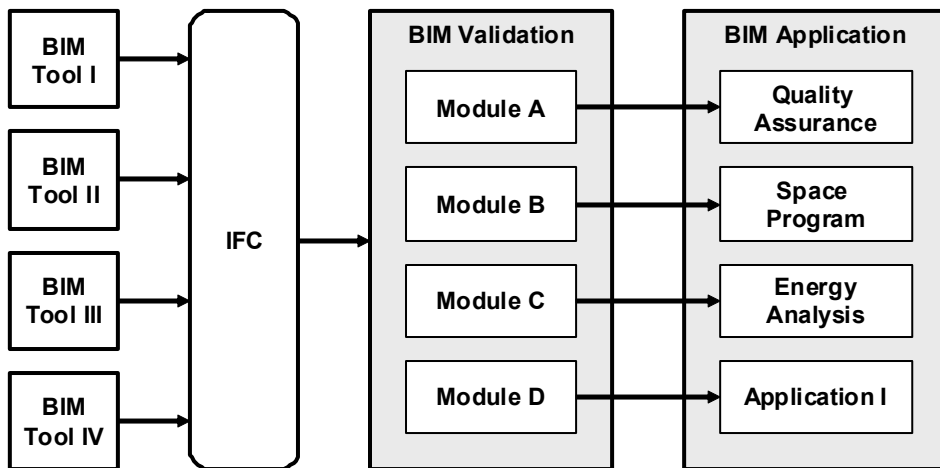 BIM
Tool I
BIM
Tool II
BIM
Tool III
BIM
Tool IV
IFC
BIM Validation
Module A
Module B
Module C
Module D
BIM Application
Quality
Assurance
Space
Program
Energy
Analysis
Application I